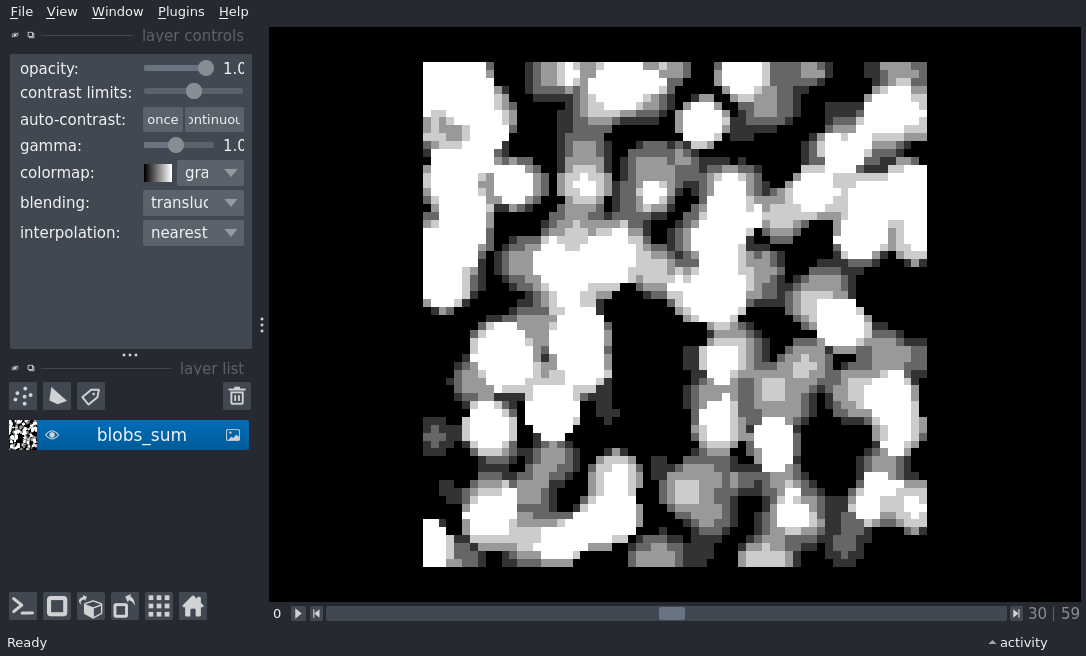 File View Window Plugins Help
layer controls
opacity: 1.0
contrast limits:
auto-contrast: once ontinuou
gamma: 1.0
colormap: gra
blending: transluc
interpolation: nearest
layer list
blobs_sum
0 30 | 59
Ready activity